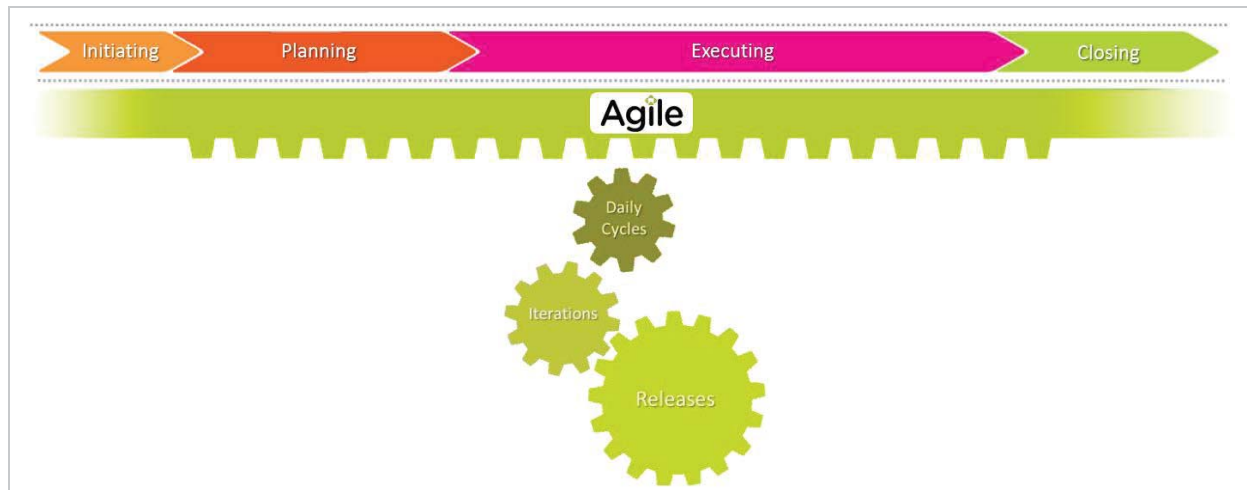 Initiating
Planning
Executing
Closing
Agile
Daily
Cycles
Iterations
Releases